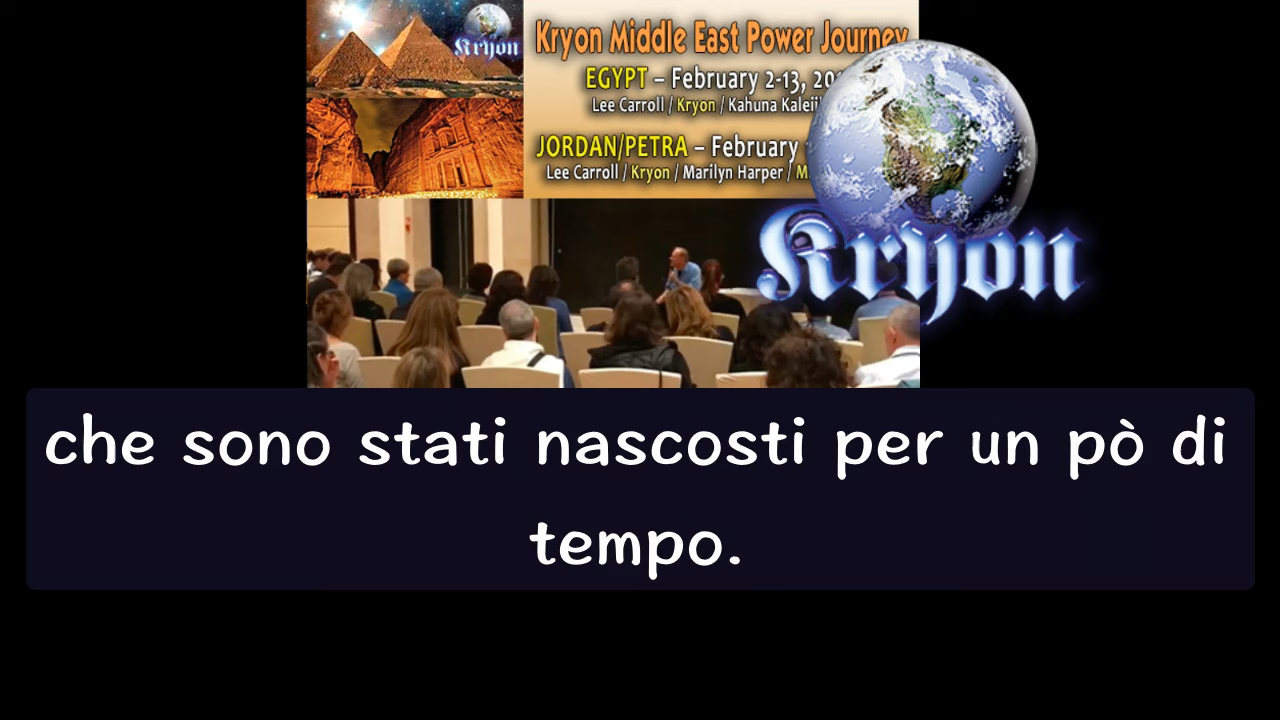 Kryon
Kryon Middle East Power Journey
EGYPT – February 2-13,
Lee Carroll / Kryon / Kahuna
JORDAN/PETRA – February
Lee Carroll / Kryon / Marilyn Harper /
Kryon
che sono stati nascosti per un pò di
tempo.